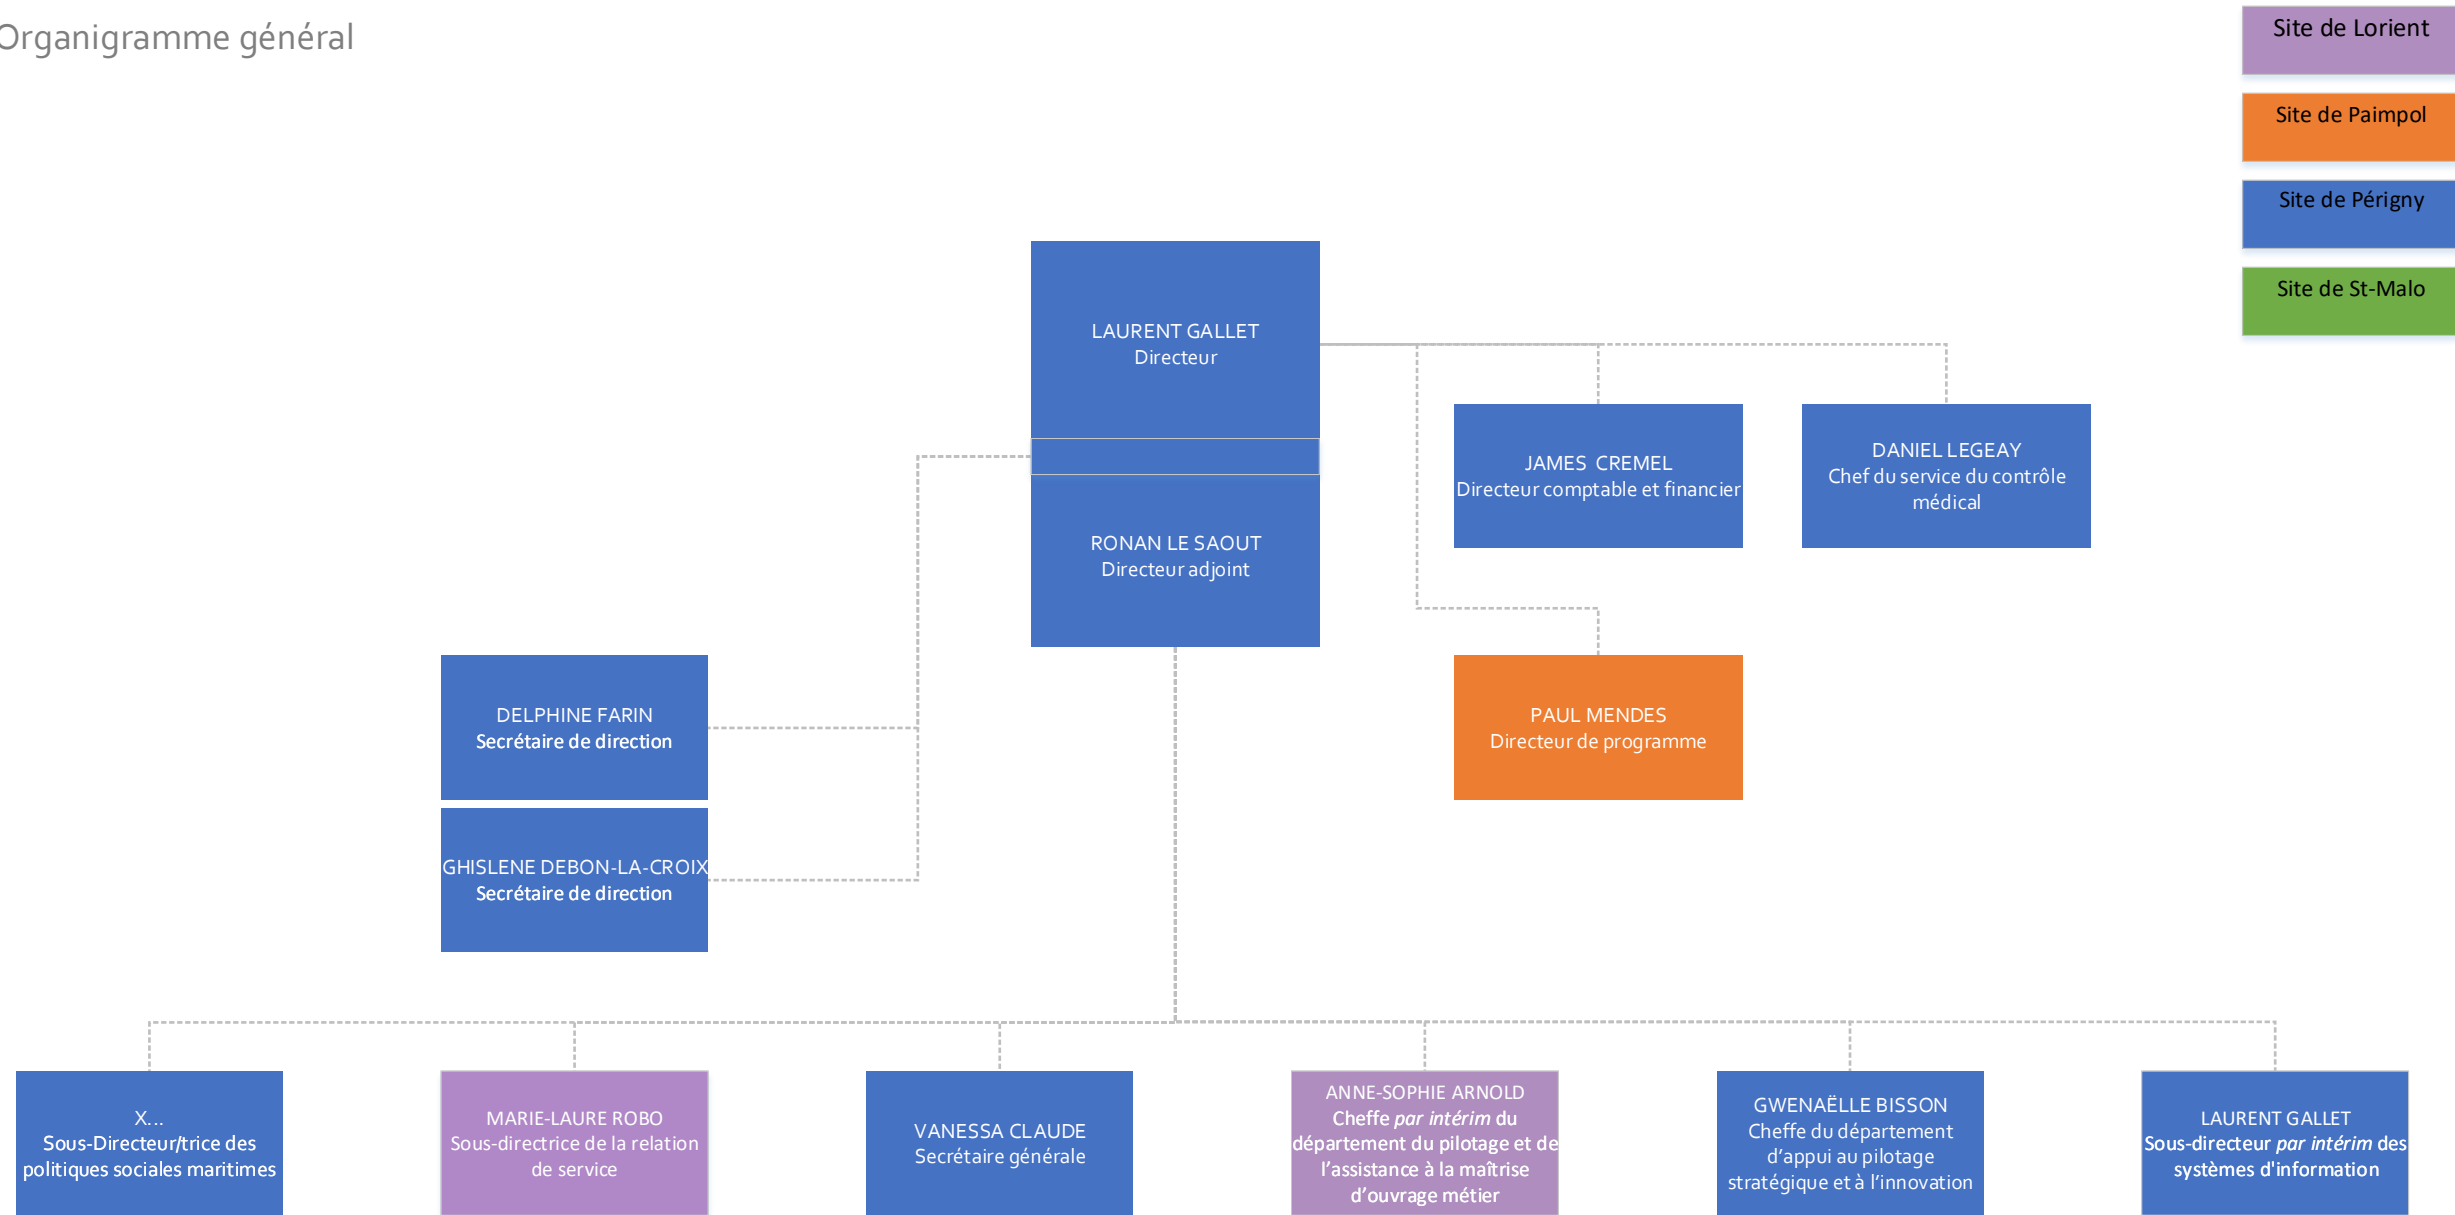 Organigramme général
Site de Lorient
Site de Paimpol
Site de Périgny
Site de St-Malo
LAURENT GALLET
Directeur
JAMES CREMEL
Directeur comptable et financier
DANIEL LEGEAY
Chef du service du contrôle
médical
RONAN LE SAOUT
Directeur adjoint
DELPHINE FARIN
Secrétaire de direction
PAUL MENDES
Directeur de programme
GHISLENE DEBON-LA-CROIX
Secrétaire de direction
X...
Sous-Directeur/trice des
politiques sociales maritimes
MARIE-LAURE ROBO
Sous-directrice de la relation
de service
VANESSA CLAUDE
Secrétaire générale
ANNE-SOPHIE ARNOLD
Cheffe par intérim du
département du pilotage et de
l’assistance à la maîtrise
d’ouvrage métier
GWENAËLLE BISSON
Cheffe du département
d’appui au pilotage
stratégique et à l’innovation
LAURENT GALLET
Sous-directeur par intérim des
systèmes d'information